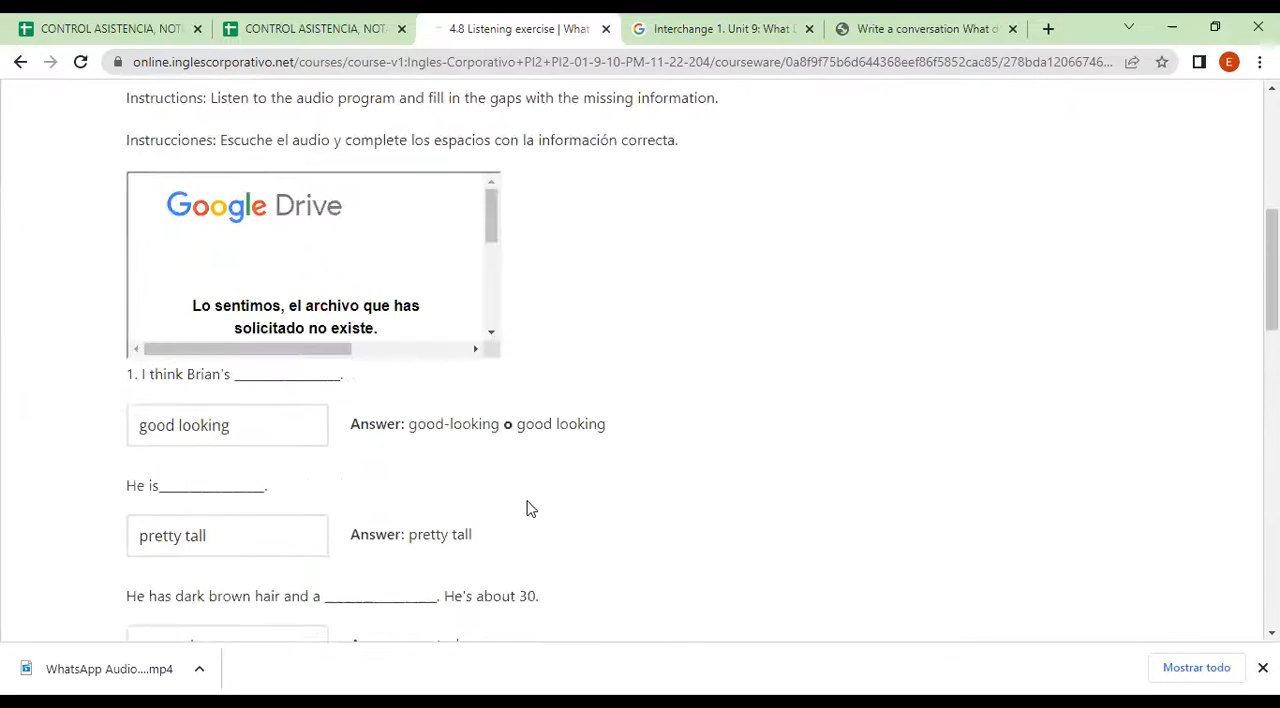 CONTROL ASISTENCIA, NOT
CONTROL ASISTENCIA, NOT
4.8 Listening exercise | What
Interchange 1. Unit 9: What
Write a conversation What d
online.inglescorporativo.net/courses/course-v1:Ingles-Corporativo+PI2+PI2-01-9-10-PM-11-22-204/courseware/0a8f9f75b6d644368eef86f5852cac85/278bda12066746...
E
Instructions: Listen to the audio program and fill in the gaps with the missing information.
Instrucciones: Escuche el audio y complete los espacios con la información correcta.
Google Drive
Lo sentimos, el archivo que has
solicitado no existe.
1. I think Brian's _______________.
good looking
Answer: good-looking o good looking
He is_______________.
pretty tall
Answer: pretty tall
He has dark brown hair and a ________________. He's about 30.
WhatsApp Audio....mp4
Mostrar todo